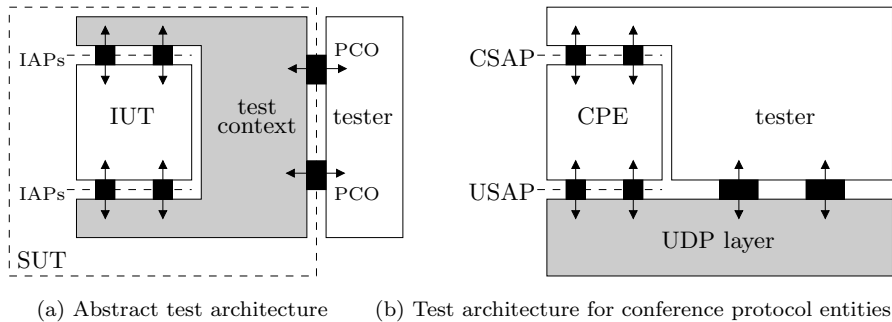 IAPs
PCO
IUT
test
context
tester
IAPs
PCO
SUT
CSAP
CPE
tester
USAP
UDP layer
(a) Abstract test architecture
(b) Test architecture for conference protocol entities